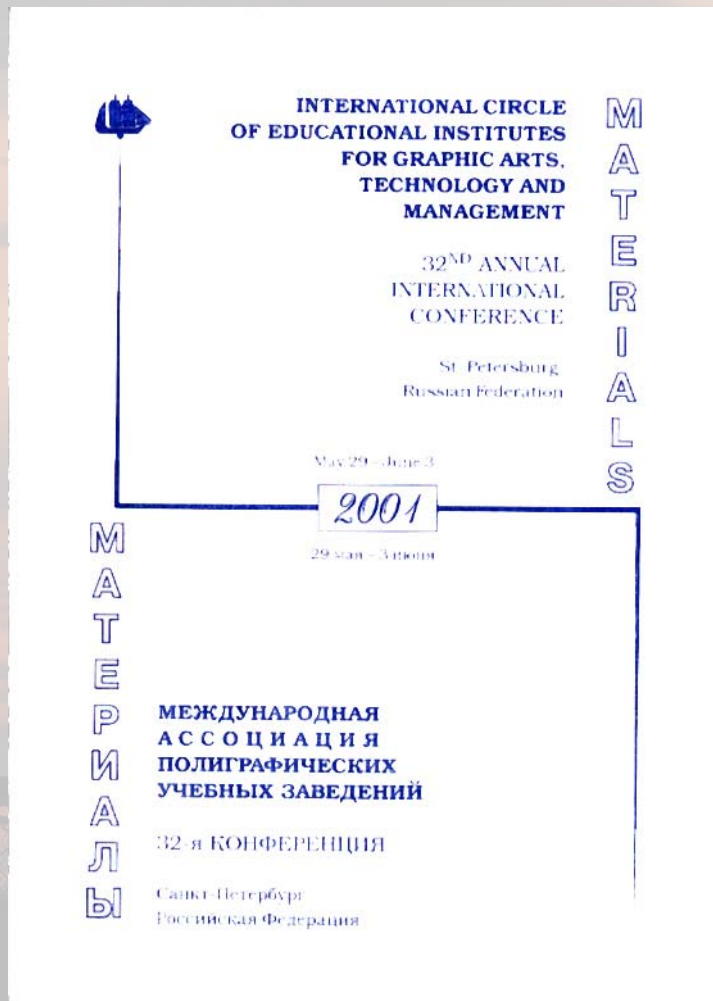 INTERNATIONAL CIRCLE
OF EDUCATIONAL INSTITUTES
FOR GRAPHIC ARTS,
TECHNOLOGY AND
MANAGEMENT
32ND ANNUAL
INTERNATIONAL
CONFERENCE
St. Petersburg
Russian Federation
MATERIALS
May 29 - June 3
2001
29 мая - 3 июня
МАТЕРИАЛЫ
МЕЖДУНАРОДНАЯ
АССОЦИАЦИЯ
ПОЛИГРАФИЧЕСКИХ
УЧЕБНЫХ ЗАВЕДЕНИЙ
32-я КОНФЕРЕНЦИЯ
Санкт-Петербург
Российская Федерация